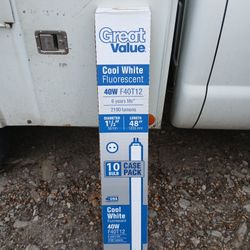 Great
Value
Cool White
Fluorescent
40W F40T12
6 years life
2190 lumens
DIAMETER
1 1/2"
LENGTH
48"
10
BULB
CASE
PACK
USA
Cool
White
40W
F40T12